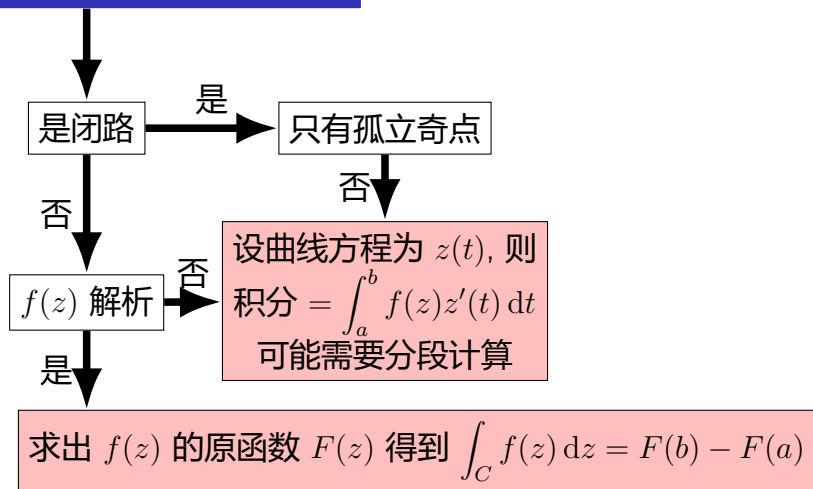 是
是闭路
只有孤立奇点
否
否
设曲线方程为 z(t), 则
积分 = ∫_a^b f(z)z′(t) dt
可能需要分段计算
f(z) 解析
否
是
求出 f(z) 的原函数 F(z) 得到 ∫_C f(z) dz = F(b) − F(a)